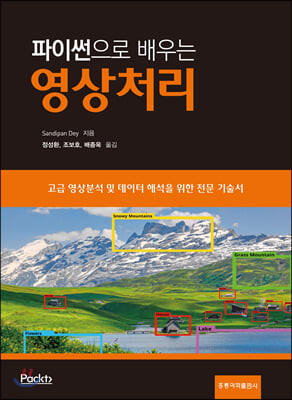 파이썬으로 배우는
영상처리
Sandipan Dey 지음
정성환, 조보호, 배종욱 옮김
고급 영상분석 및 데이터 해석을 위한 전문 기술서
Snowy Mountains
Grass Mountain
House
Lake
Flowers
Packt>
홍릉과학출판사